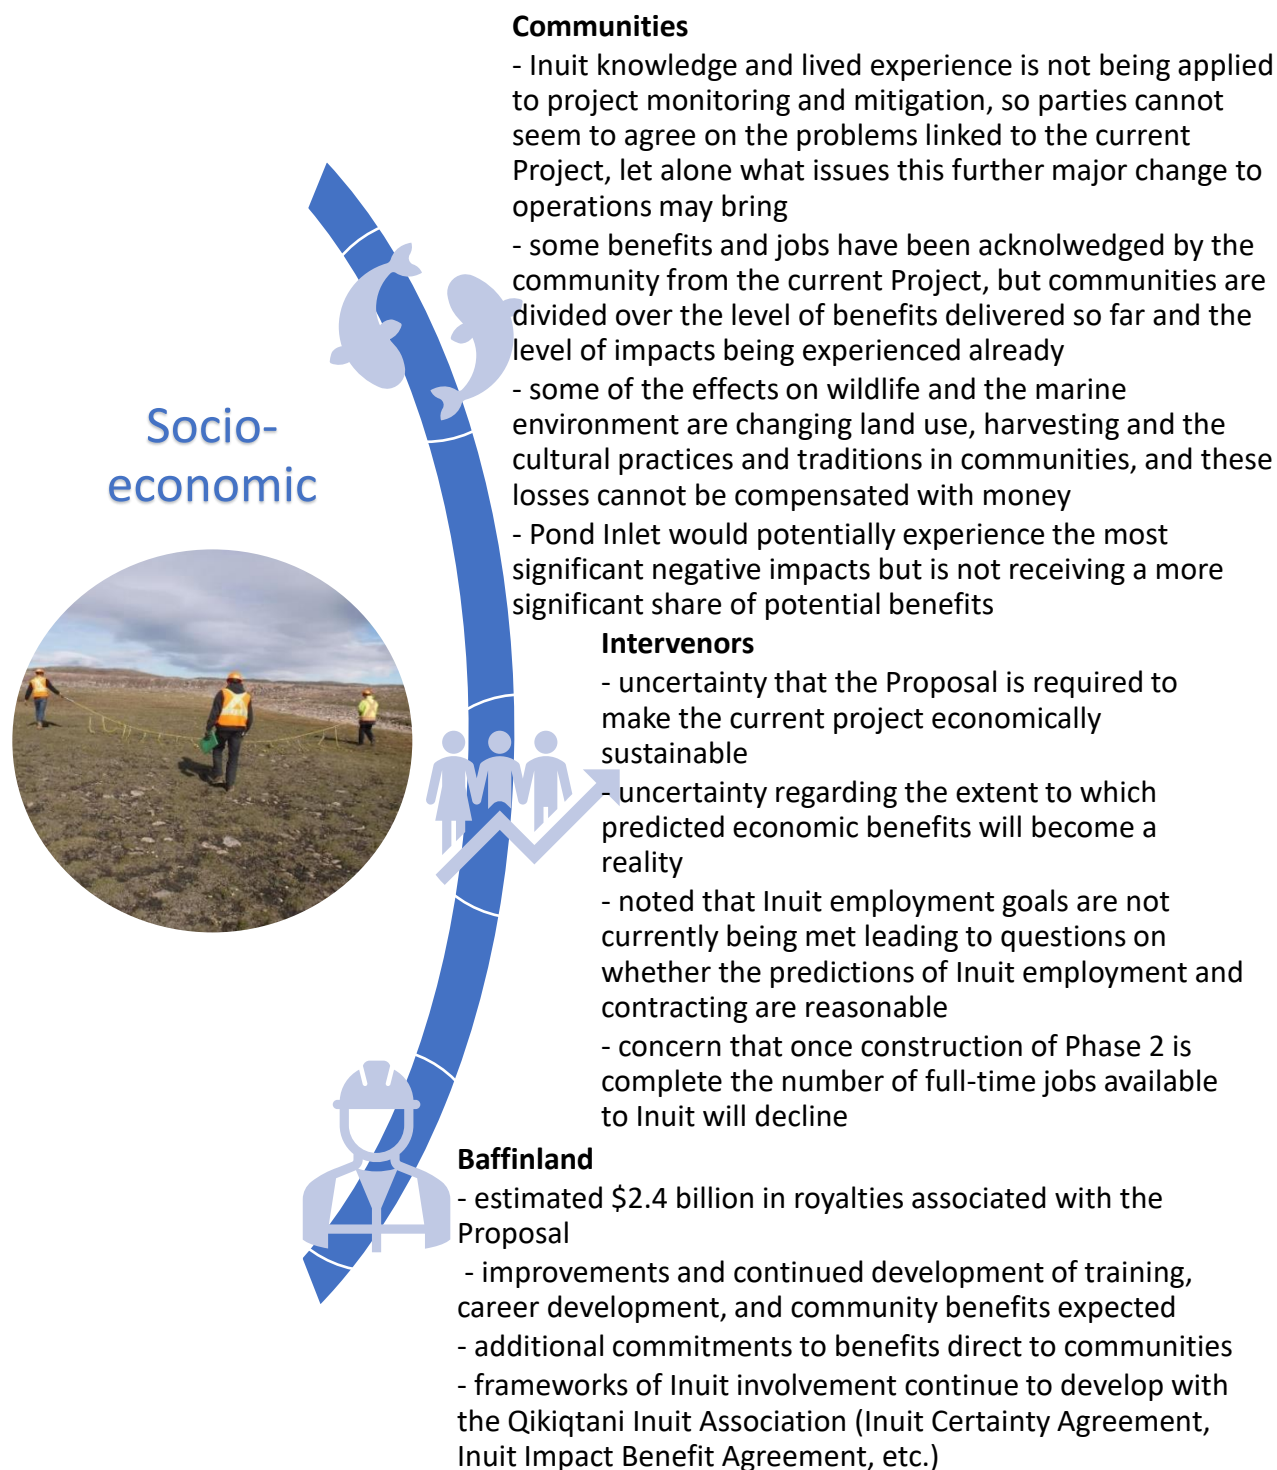 Communities
- Inuit knowledge and lived experience is not being applied
to project monitoring and mitigation, so parties cannot
seem to agree on the problems linked to the current
Project, let alone what issues this further major change to
operations may bring
- some benefits and jobs have been acknolwedged by the
community from the current Project, but communities are
divided over the level of benefits delivered so far and the
level of impacts being experienced already
- some of the effects on wildlife and the marine
environment are changing land use, harvesting and the
cultural practices and traditions in communities, and these
losses cannot be compensated with money
- Pond Inlet would potentially experience the most
significant negative impacts but is not receiving a more
significant share of potential benefits
Socio-
economic
Intervenors
- uncertainty that the Proposal is required to
make the current project economically
sustainable
- uncertainty regarding the extent to which
predicted economic benefits will become a
reality
- noted that Inuit employment goals are not
currently being met leading to questions on
whether the predictions of Inuit employment and
contracting are reasonable
- concern that once construction of Phase 2 is
complete the number of full-time jobs available
to Inuit will decline
Baffinland
- estimated $2.4 billion in royalties associated with the
Proposal
- improvements and continued development of training,
career development, and community benefits expected
- additional commitments to benefits direct to communities
- frameworks of Inuit involvement continue to develop with
the Qikiqtani Inuit Association (Inuit Certainty Agreement,
Inuit Impact Benefit Agreement, etc.)